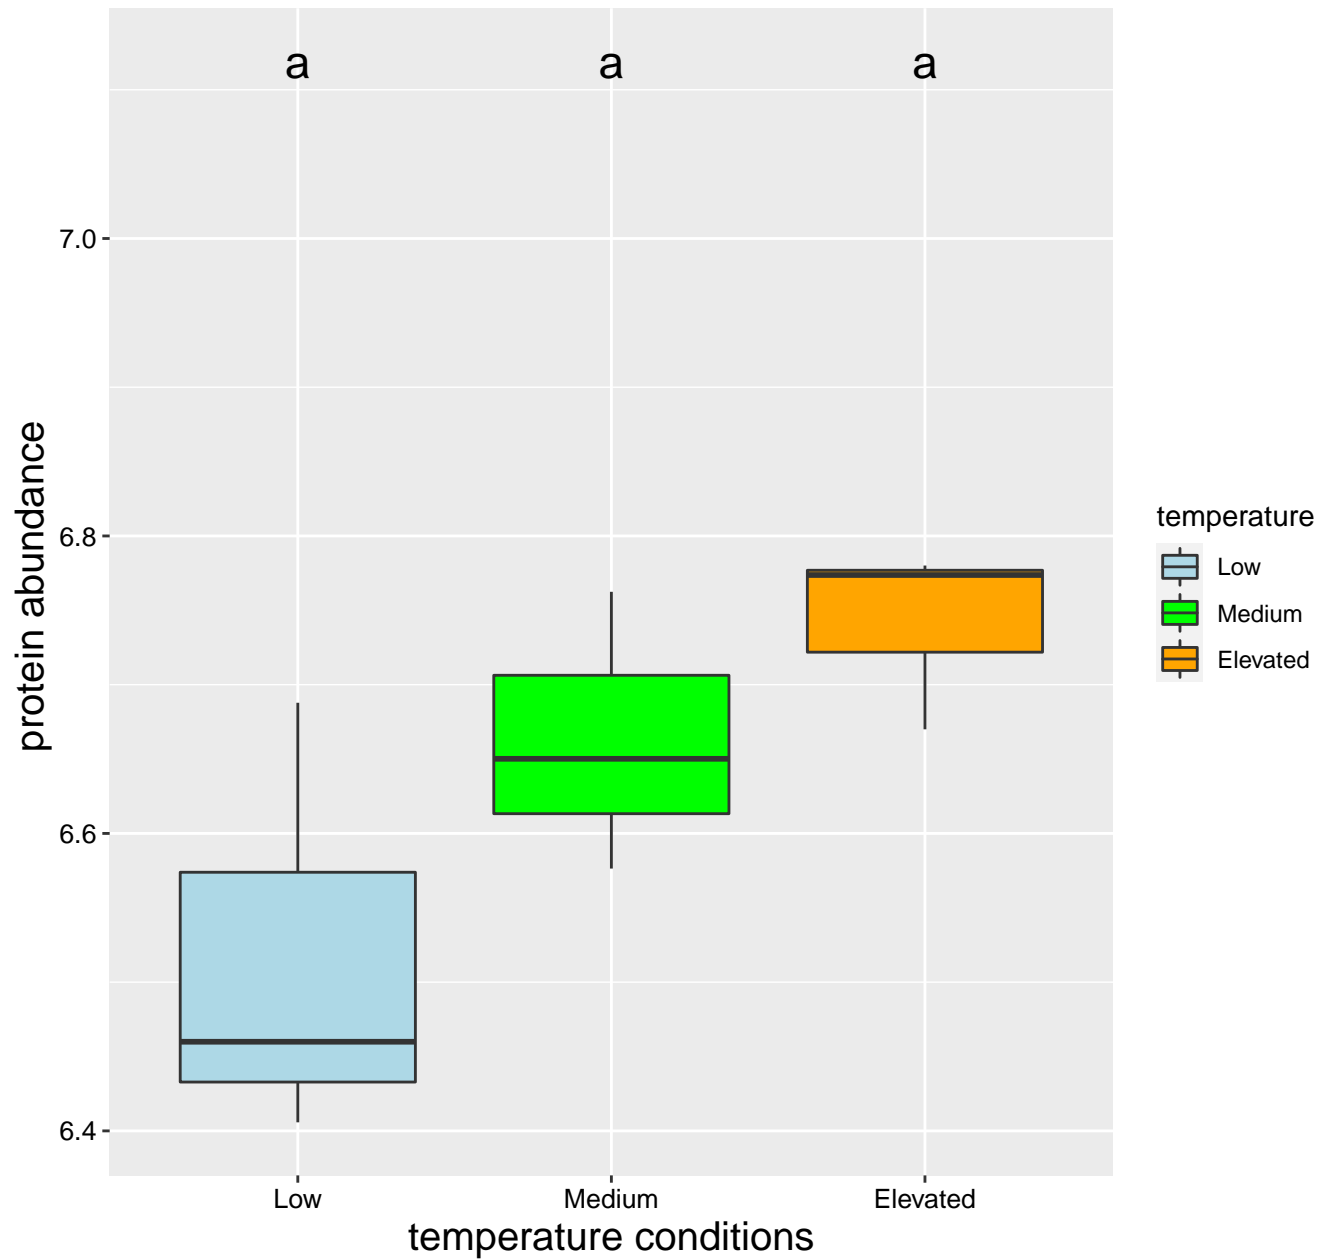 a a a
7.0
6.8
6.6
6.4
protein abundance
Low Medium Elevated
temperature conditions
temperature
Low
Medium
Elevated